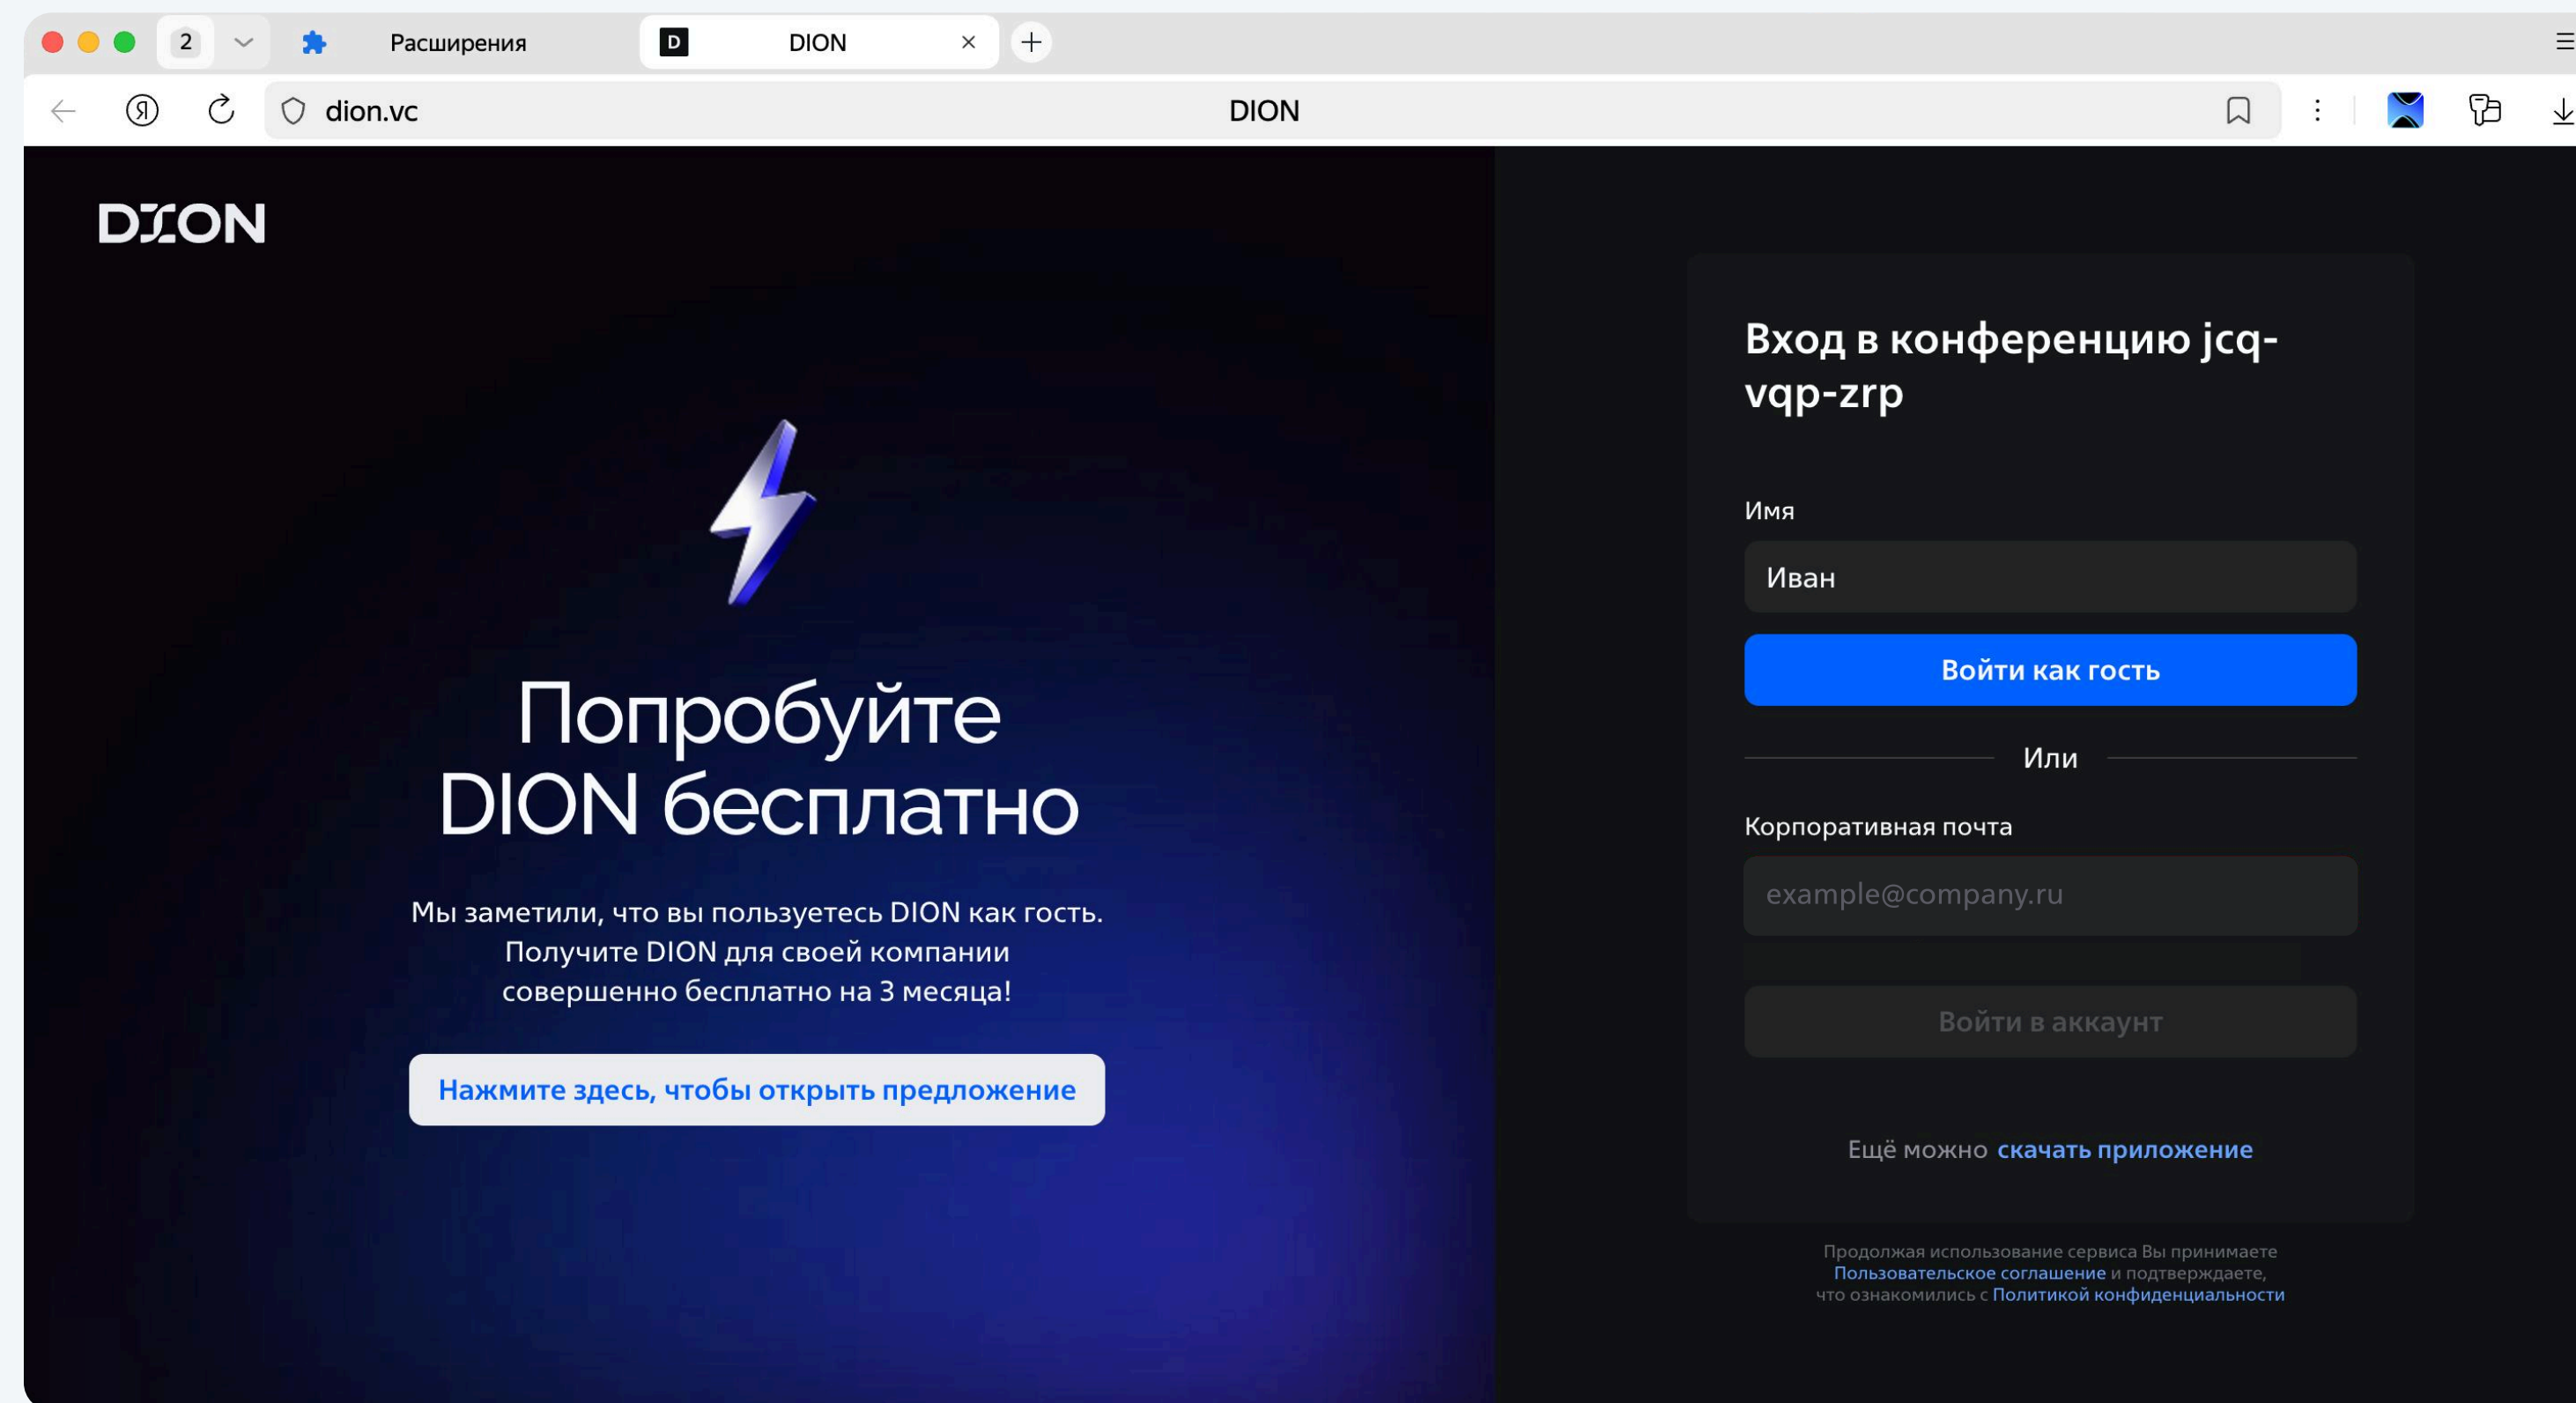 2
Расширения
D
DION
Я
dion.vc
DION
DION
Попробуйте
DION бесплатно
Мы заметили, что вы пользуетесь DION как гость.
Получите DION для своей компании
совершенно бесплатно на 3 месяца!
Нажмите здесь, чтобы открыть предложение
Вход в конференцию jcq-
vqp-zrp
Имя
Иван
Войти как гость
Или
Корпоративная почта
example@company.ru
Войти в аккаунт
Ещё можно скачать приложение
Продолжая использование сервиса Вы принимаете
Пользовательское соглашение и подтверждаете,
что ознакомились с Политикой конфиденциальности